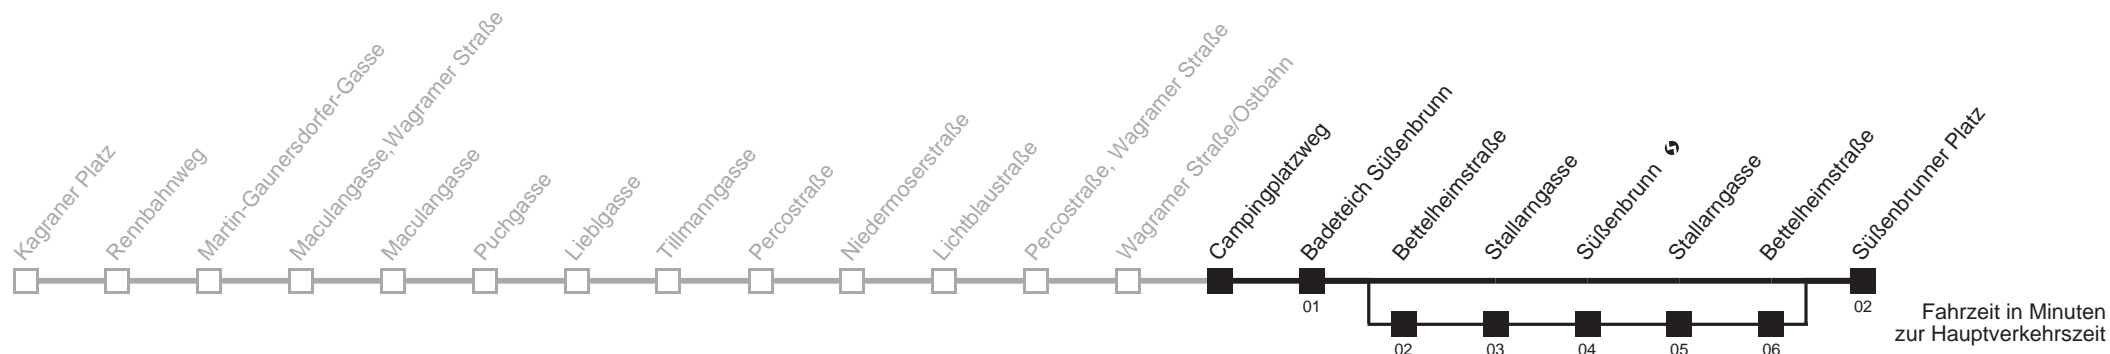 Kagraner Platz
Rennbahnweg
Martin-Gaunersdorfer-Gasse
Maculangasse, Wagramer Straße
Maculangasse
Puchgasse
Lieblgasse
Tillmanngasse
Percostraße
Niedermoserstraße
Lichtblaustraße
Percostraße, Wagramer Straße
Wagramer Straße/Ostbahn
Campingplatzweg
Badeteich Süßenbrunn
Bettelheimstraße
Stallarngasse
Süßenbrunn
Stallarngasse
Bettelheimstraße
Süßenbrunner Platz
01
02
02
03
04
05
06
Fahrzeit in Minuten
zur Hauptverkehrszeit